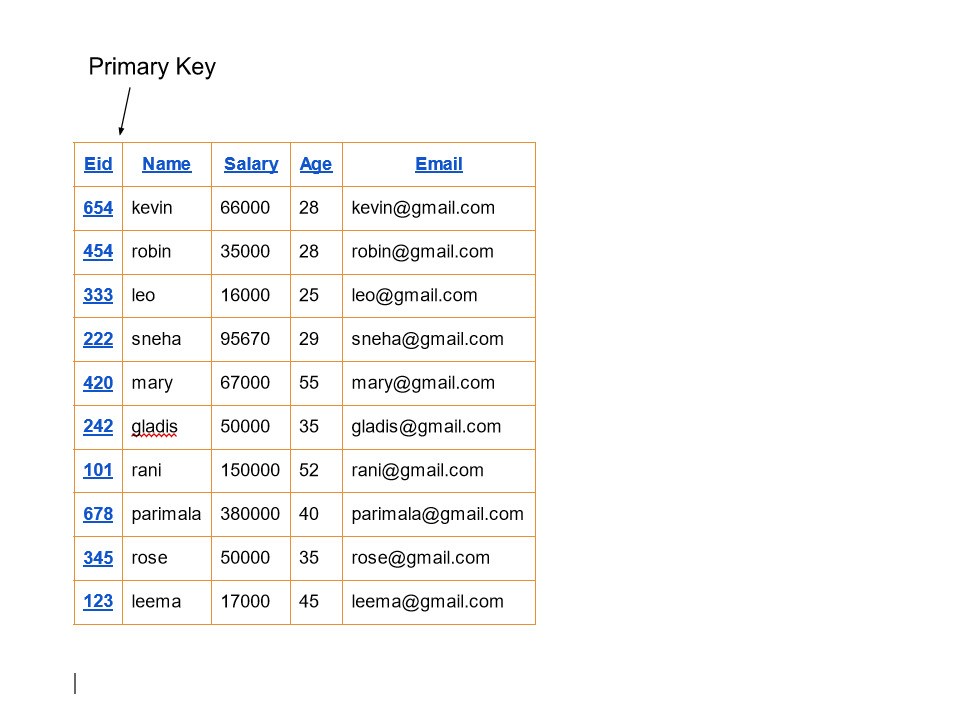 Primary Key
Eid Name Salary Age Email
654 kevin 66000 28 kevin@gmail.com
454 robin 35000 28 robin@gmail.com
333 leo 16000 25 leo@gmail.com
222 sneha 95670 29 sneha@gmail.com
420 mary 67000 55 mary@gmail.com
242 gladis 50000 35 gladis@gmail.com
101 rani 150000 52 rani@gmail.com
678 parimala 380000 40 parimala@gmail.com
345 rose 50000 35 rose@gmail.com
123 leema 17000 45 leema@gmail.com